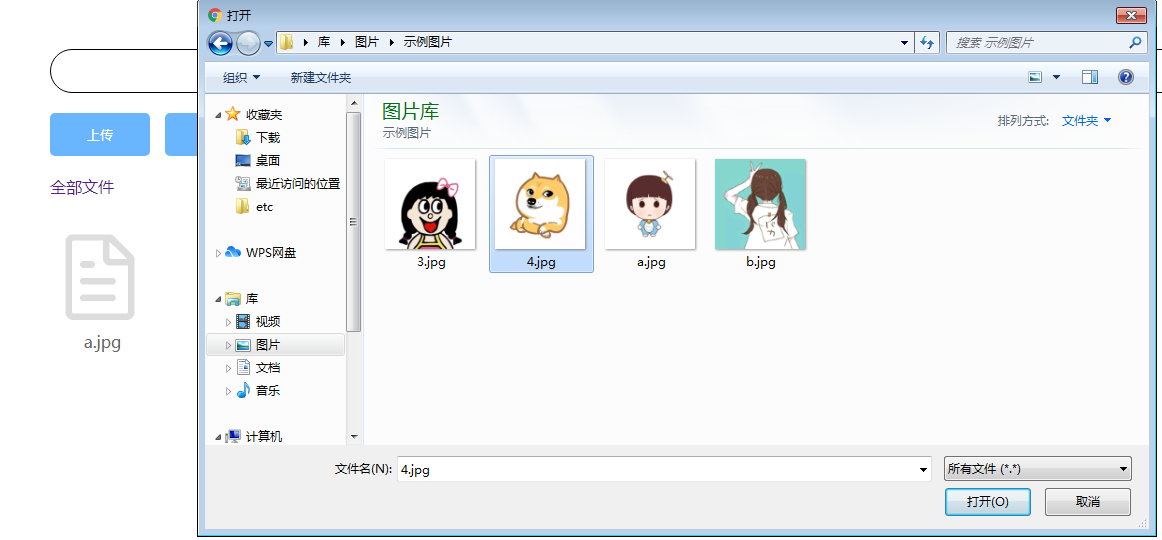 打开
库 图片 示例图片
搜索 示例图片
组织 新建文件夹
上传
全部文件
a.jpg
收藏夹
下载
桌面
最近访问的位置
etc
WPS网盘
库
视频
图片
文档
音乐
计算机
图片库
示例图片
排列方式: 文件夹
3.jpg
4.jpg
a.jpg
b.jpg
文件名(N): 4.jpg
所有文件 (*.*)
打开(O)
取消